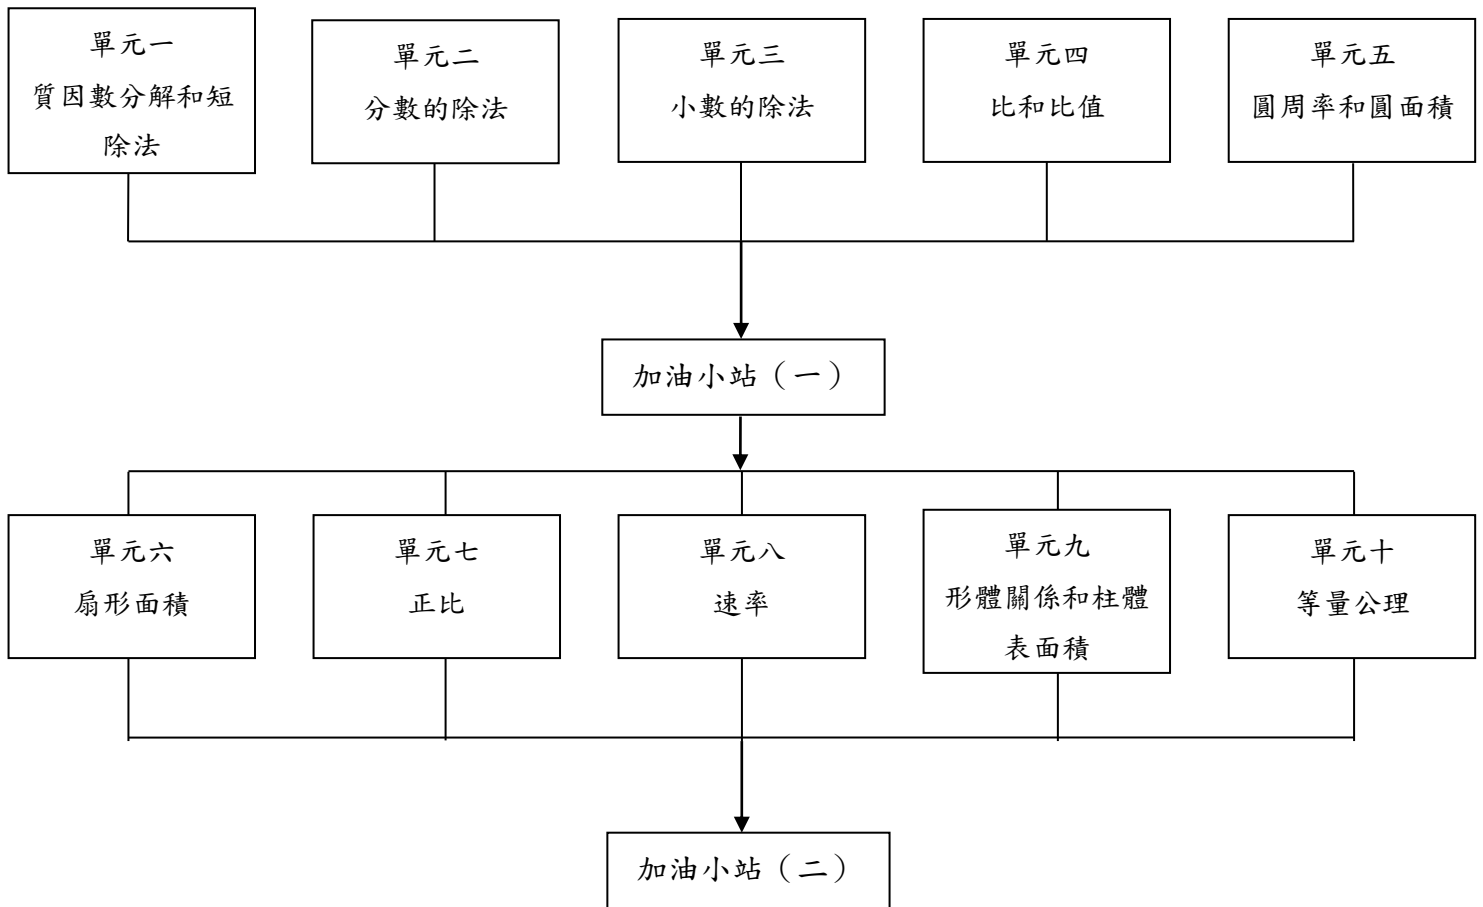 單元一
質因數分解和短
除法
單元二
分數的除法
單元三
小數的除法
單元四
比和比值
單元五
圓周率和圓面積
加油小站（一）
單元六
扇形面積
單元七
正比
單元八
速率
單元九
形體關係和柱體
表面積
單元十
等量公理
加油小站（二）